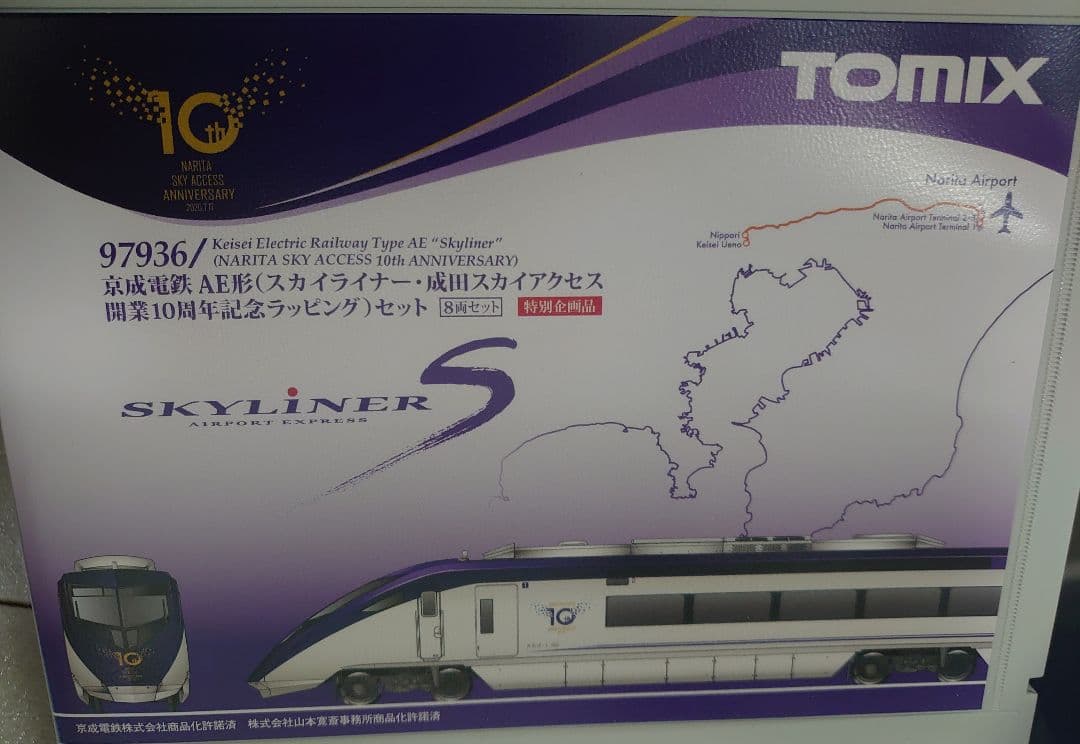 TOMIX
10th
NARITA
SKY ACCESS
ANNIVERSARY
2020.7.17
Narita Airport
Narita Airport Terminal 2・3
Narita Airport Terminal 1
Nippori
Keisei Ueno
97936/ Keisei Electric Railway Type AE “Skyliner”
(NARITA SKY ACCESS 10th ANNIVERSARY)
京成電鉄 AE形(スカイライナー・成田スカイアクセス
開業10周年記念ラッピング)セット 8両セット 特別企画品
SKYLiNER S
AIRPORT EXPRESS
10th
10th
京成電鉄株式会社商品化許諾済 株式会社山本寛斎事務所商品化許諾済